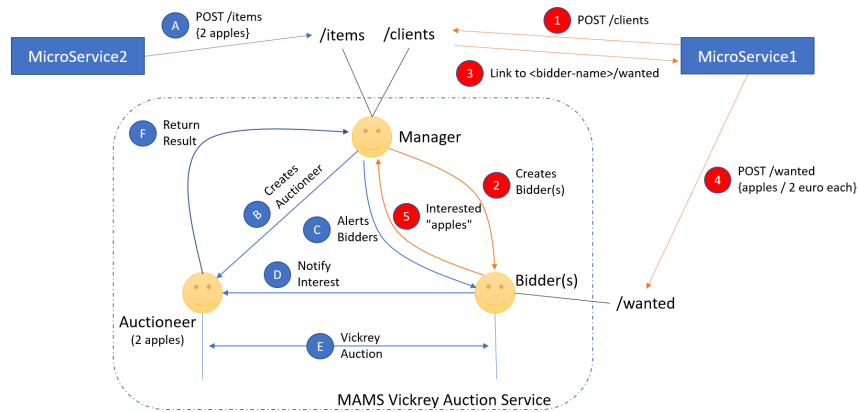 A
POST /items
{2 apples}
/items
/clients
1
POST /clients
MicroService2
MicroService1
3
Link to <bidder-name>/wanted
F
Return
Result
Manager
B
Creates
Auctioneer
2
Creates
Bidder(s)
4
POST /wanted
{apples / 2 euro each}
C
Alerts
Bidders
5
Interested
"apples"
D
Notify
Interest
Bidder(s)
/wanted
Auctioneer
(2 apples)
E
Vickrey
Auction
MAMS Vickrey Auction Service